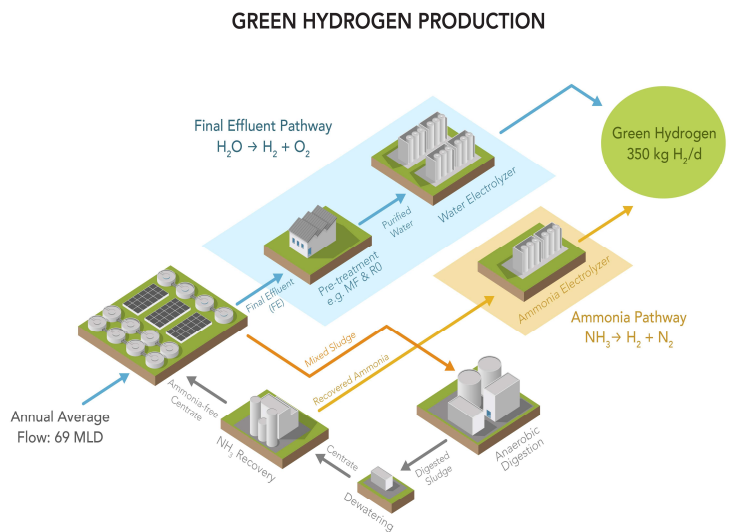 GREEN HYDROGEN PRODUCTION
Final Effluent Pathway
H₂O → H₂ + O₂
Green Hydrogen
350 kg H₂/d
Water Electrolyzer
Purified
Water
Pre-treatment
e.g. MF & RO
Final Effluent
(FE)
Ammonia Electrolyzer
Ammonia Pathway
NH₃→ H₂ + N₂
Mixed Sludge
Recovered Ammonia
Ammonia-free
Centrate
Annual Average
Flow: 69 MLD
NH₃ Recovery
Centrate
Dewatering
Digested
Sludge
Anaerobic
Digestion